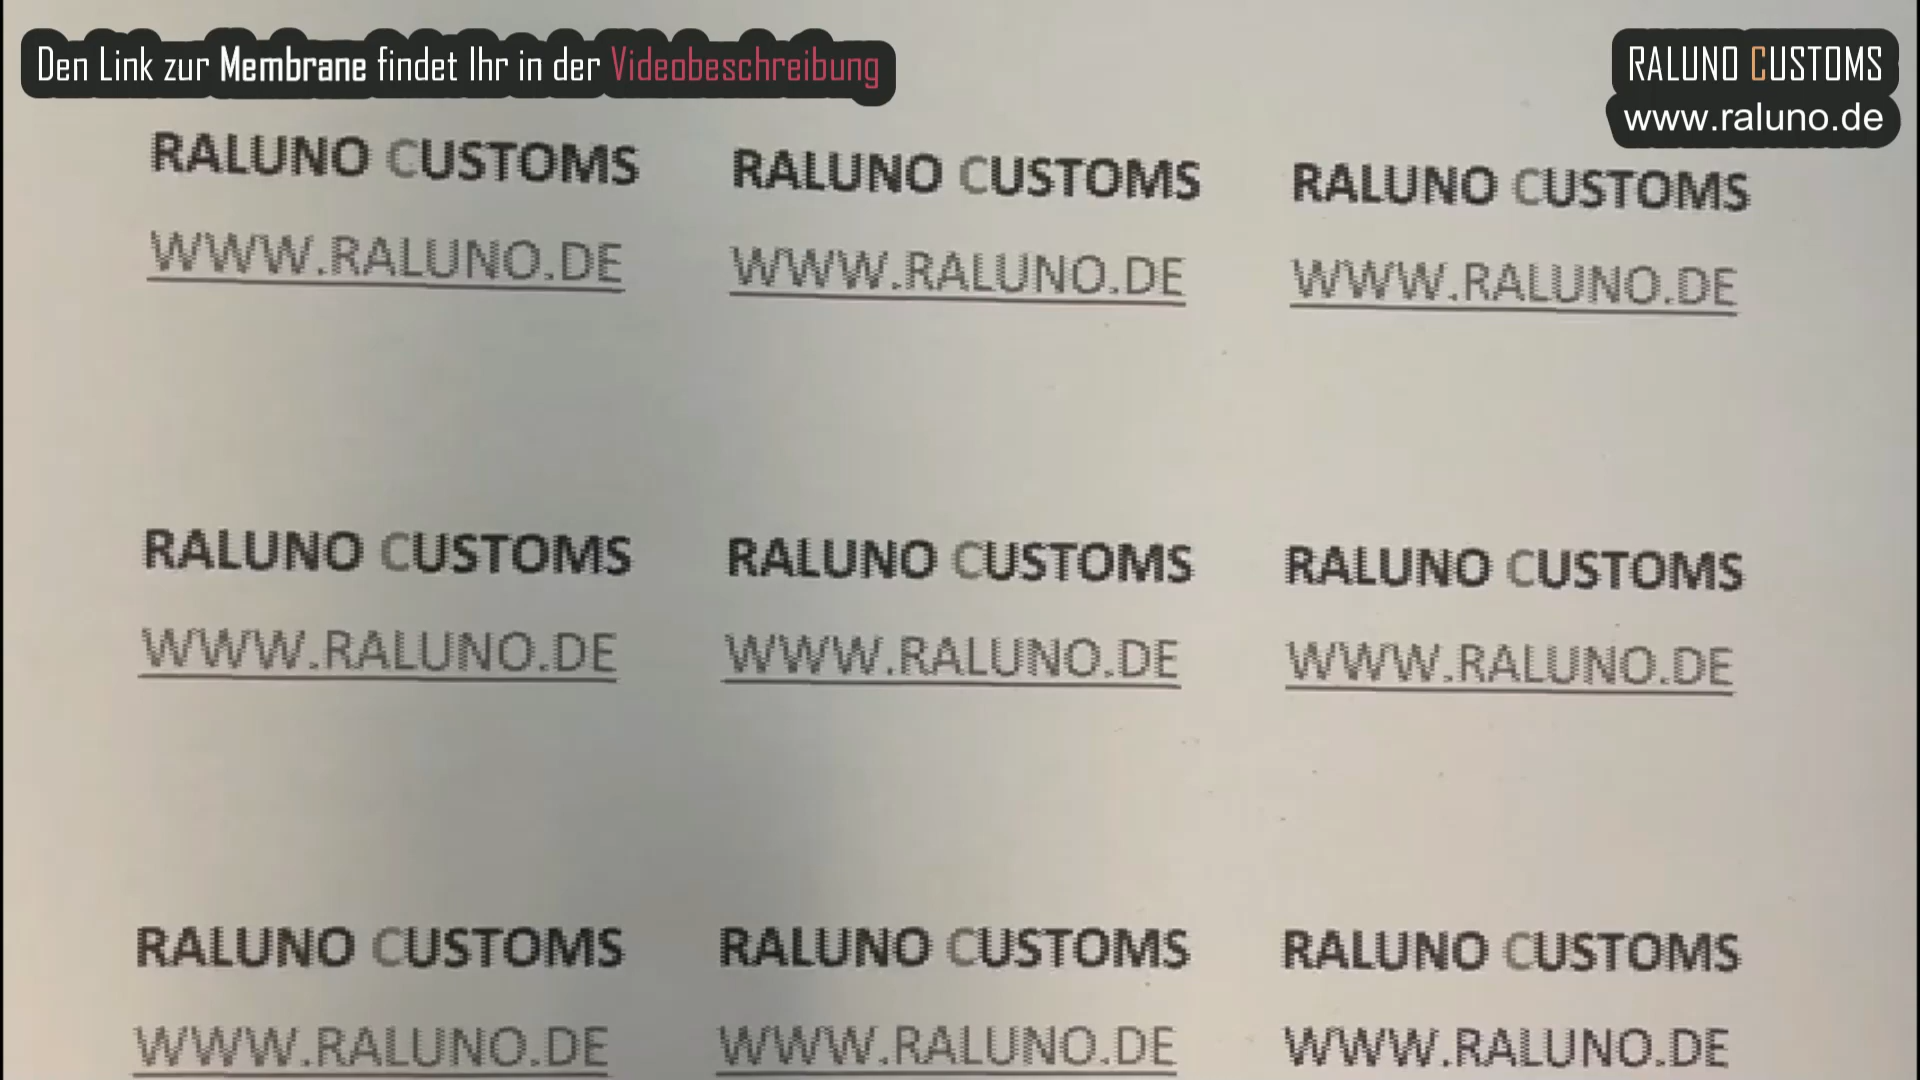 Den Link zur Membrane findet Ihr in der Videobeschreibung
RALUNO CUSTOMS
www.raluno.de
RALUNO CUSTOMS RALUNO CUSTOMS RALUNO CUSTOMS
WWW.RALUNO.DE WWW.RALUNO.DE WWW.RALUNO.DE
RALUNO CUSTOMS RALUNO CUSTOMS RALUNO CUSTOMS
WWW.RALUNO.DE WWW.RALUNO.DE WWW.RALUNO.DE
RALUNO CUSTOMS RALUNO CUSTOMS RALUNO CUSTOMS
WWW.RALUNO.DE WWW.RALUNO.DE WWW.RALUNO.DE